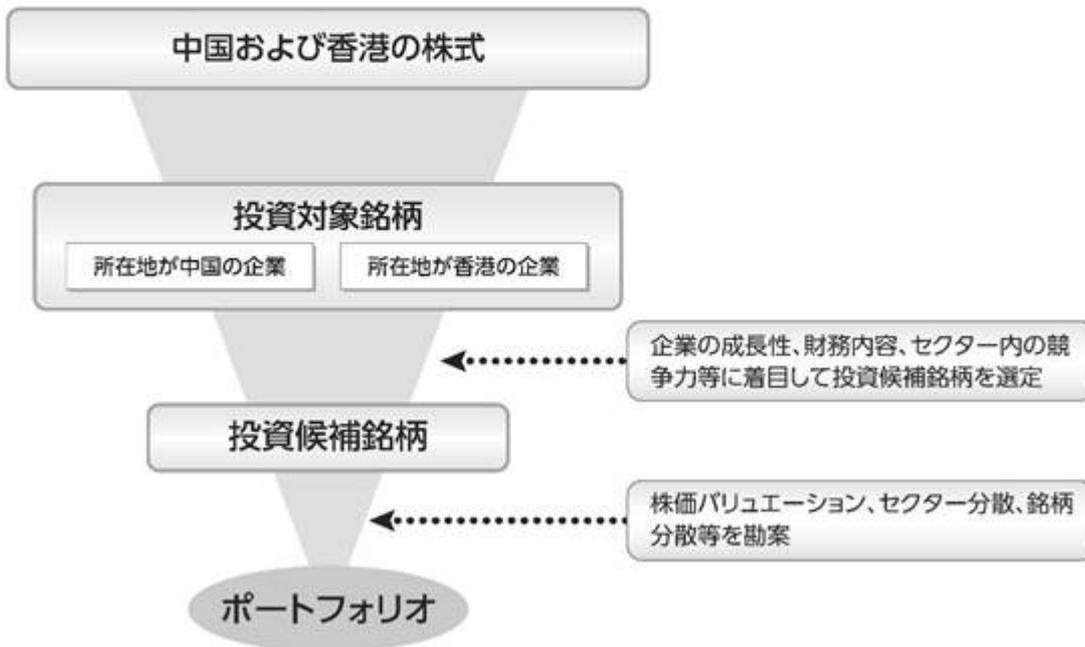 中国および香港の株式
投資対象銘柄
所在地が中国の企業
所在地が香港の企業
企業の成長性、財務内容、セクター内の競
争力等に着目して投資候補銘柄を選定
投資候補銘柄
株価バリュエーション、セクター分散、銘柄
分散等を勘案
ポートフォリオ